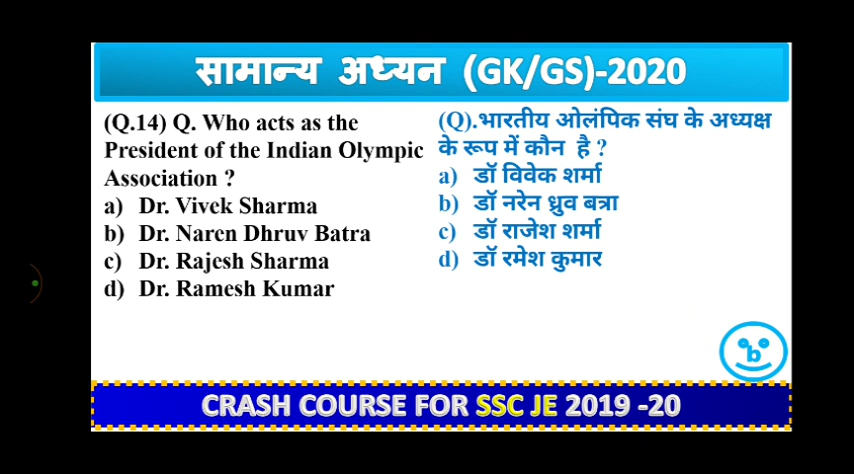 सामान्य अध्यन (GK/GS)-2020
(Q.14) Q. Who acts as the
President of the Indian Olympic
Association ?
a) Dr. Vivek Sharma
b) Dr. Naren Dhruv Batra
c) Dr. Rajesh Sharma
d) Dr. Ramesh Kumar
(Q).भारतीय ओलंपिक संघ के अध्यक्ष
के रूप में कौन है ?
a) डॉ विवेक शर्मा
b) डॉ नरेन ध्रुव बत्रा
c) डॉ राजेश शर्मा
d) डॉ रमेश कुमार
b
CRASH COURSE FOR SSC JE 2019 -20